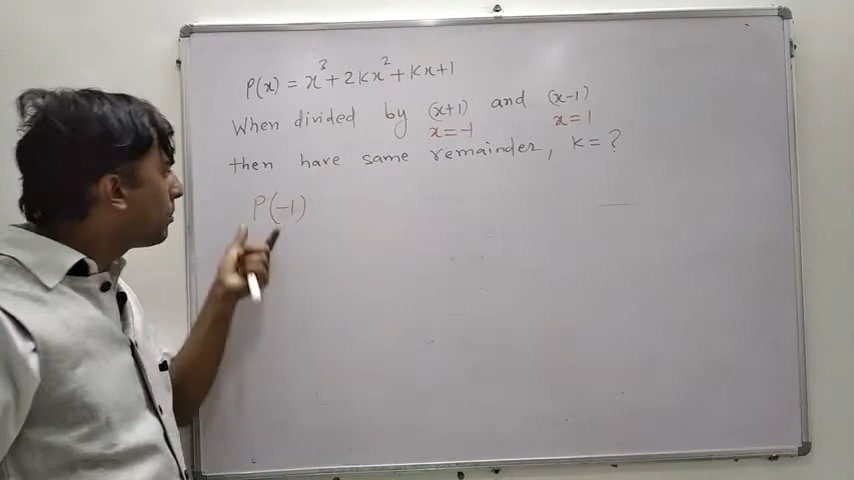 P(x) = x³ + 2kx² + kx + 1
When divided by (x+1) and (x-1)
x = -1 x = 1
then have same remainder, k = ?
P(-1)